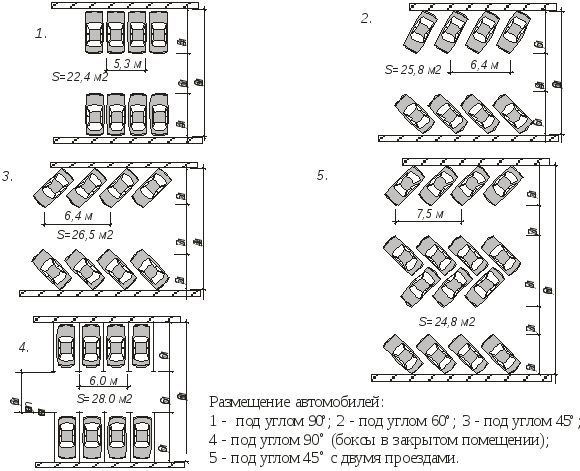 1.
5,3 м
S=22,4 м2
2.
S=25,8 м2
6,4 м
3.
6,4 м
S=26,5 м2
5.
7,5 м
S=24,8 м2
4.
6.0 м
S=28.0 м2
Размещение автомобилей:
1 - под углом 90˚; 2 - под углом 60˚; 3 - под углом 45˚;
4 - под углом 90˚ (боксы в закрытом помещении);
5 - под углом 45˚ с двумя проездами.